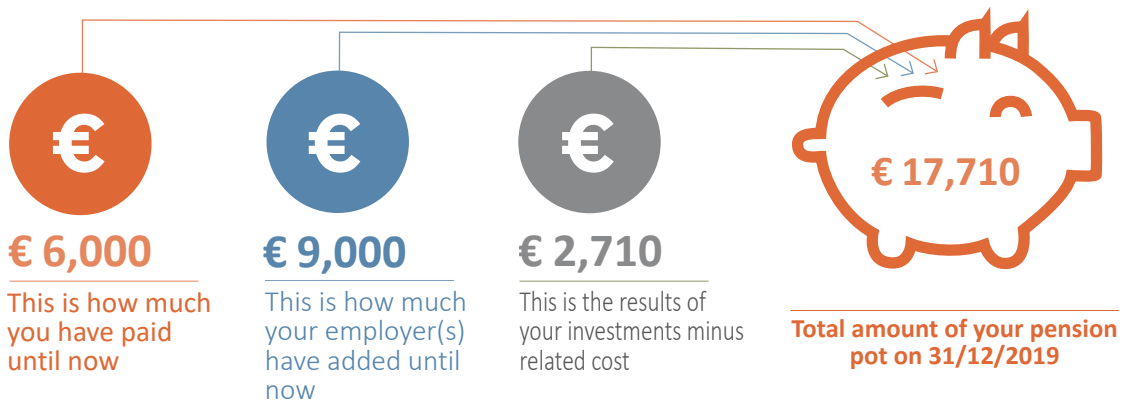 €
€
€
€ 17,710
€ 6,000
€ 9,000
€ 2,710
This is how much
you have paid
until now
This is how much
your employer(s)
have added until
now
This is the results of
your investments minus
related cost
Total amount of your pension
pot on 31/12/2019